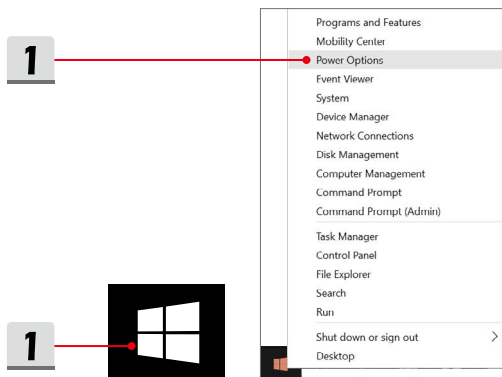 1
Programs and Features
Mobility Center
Power Options
Event Viewer
System
Device Manager
Network Connections
Disk Management
Computer Management
Command Prompt
Command Prompt (Admin)
Task Manager
Control Panel
File Explorer
Search
Run
Shut down or sign out
Desktop
1